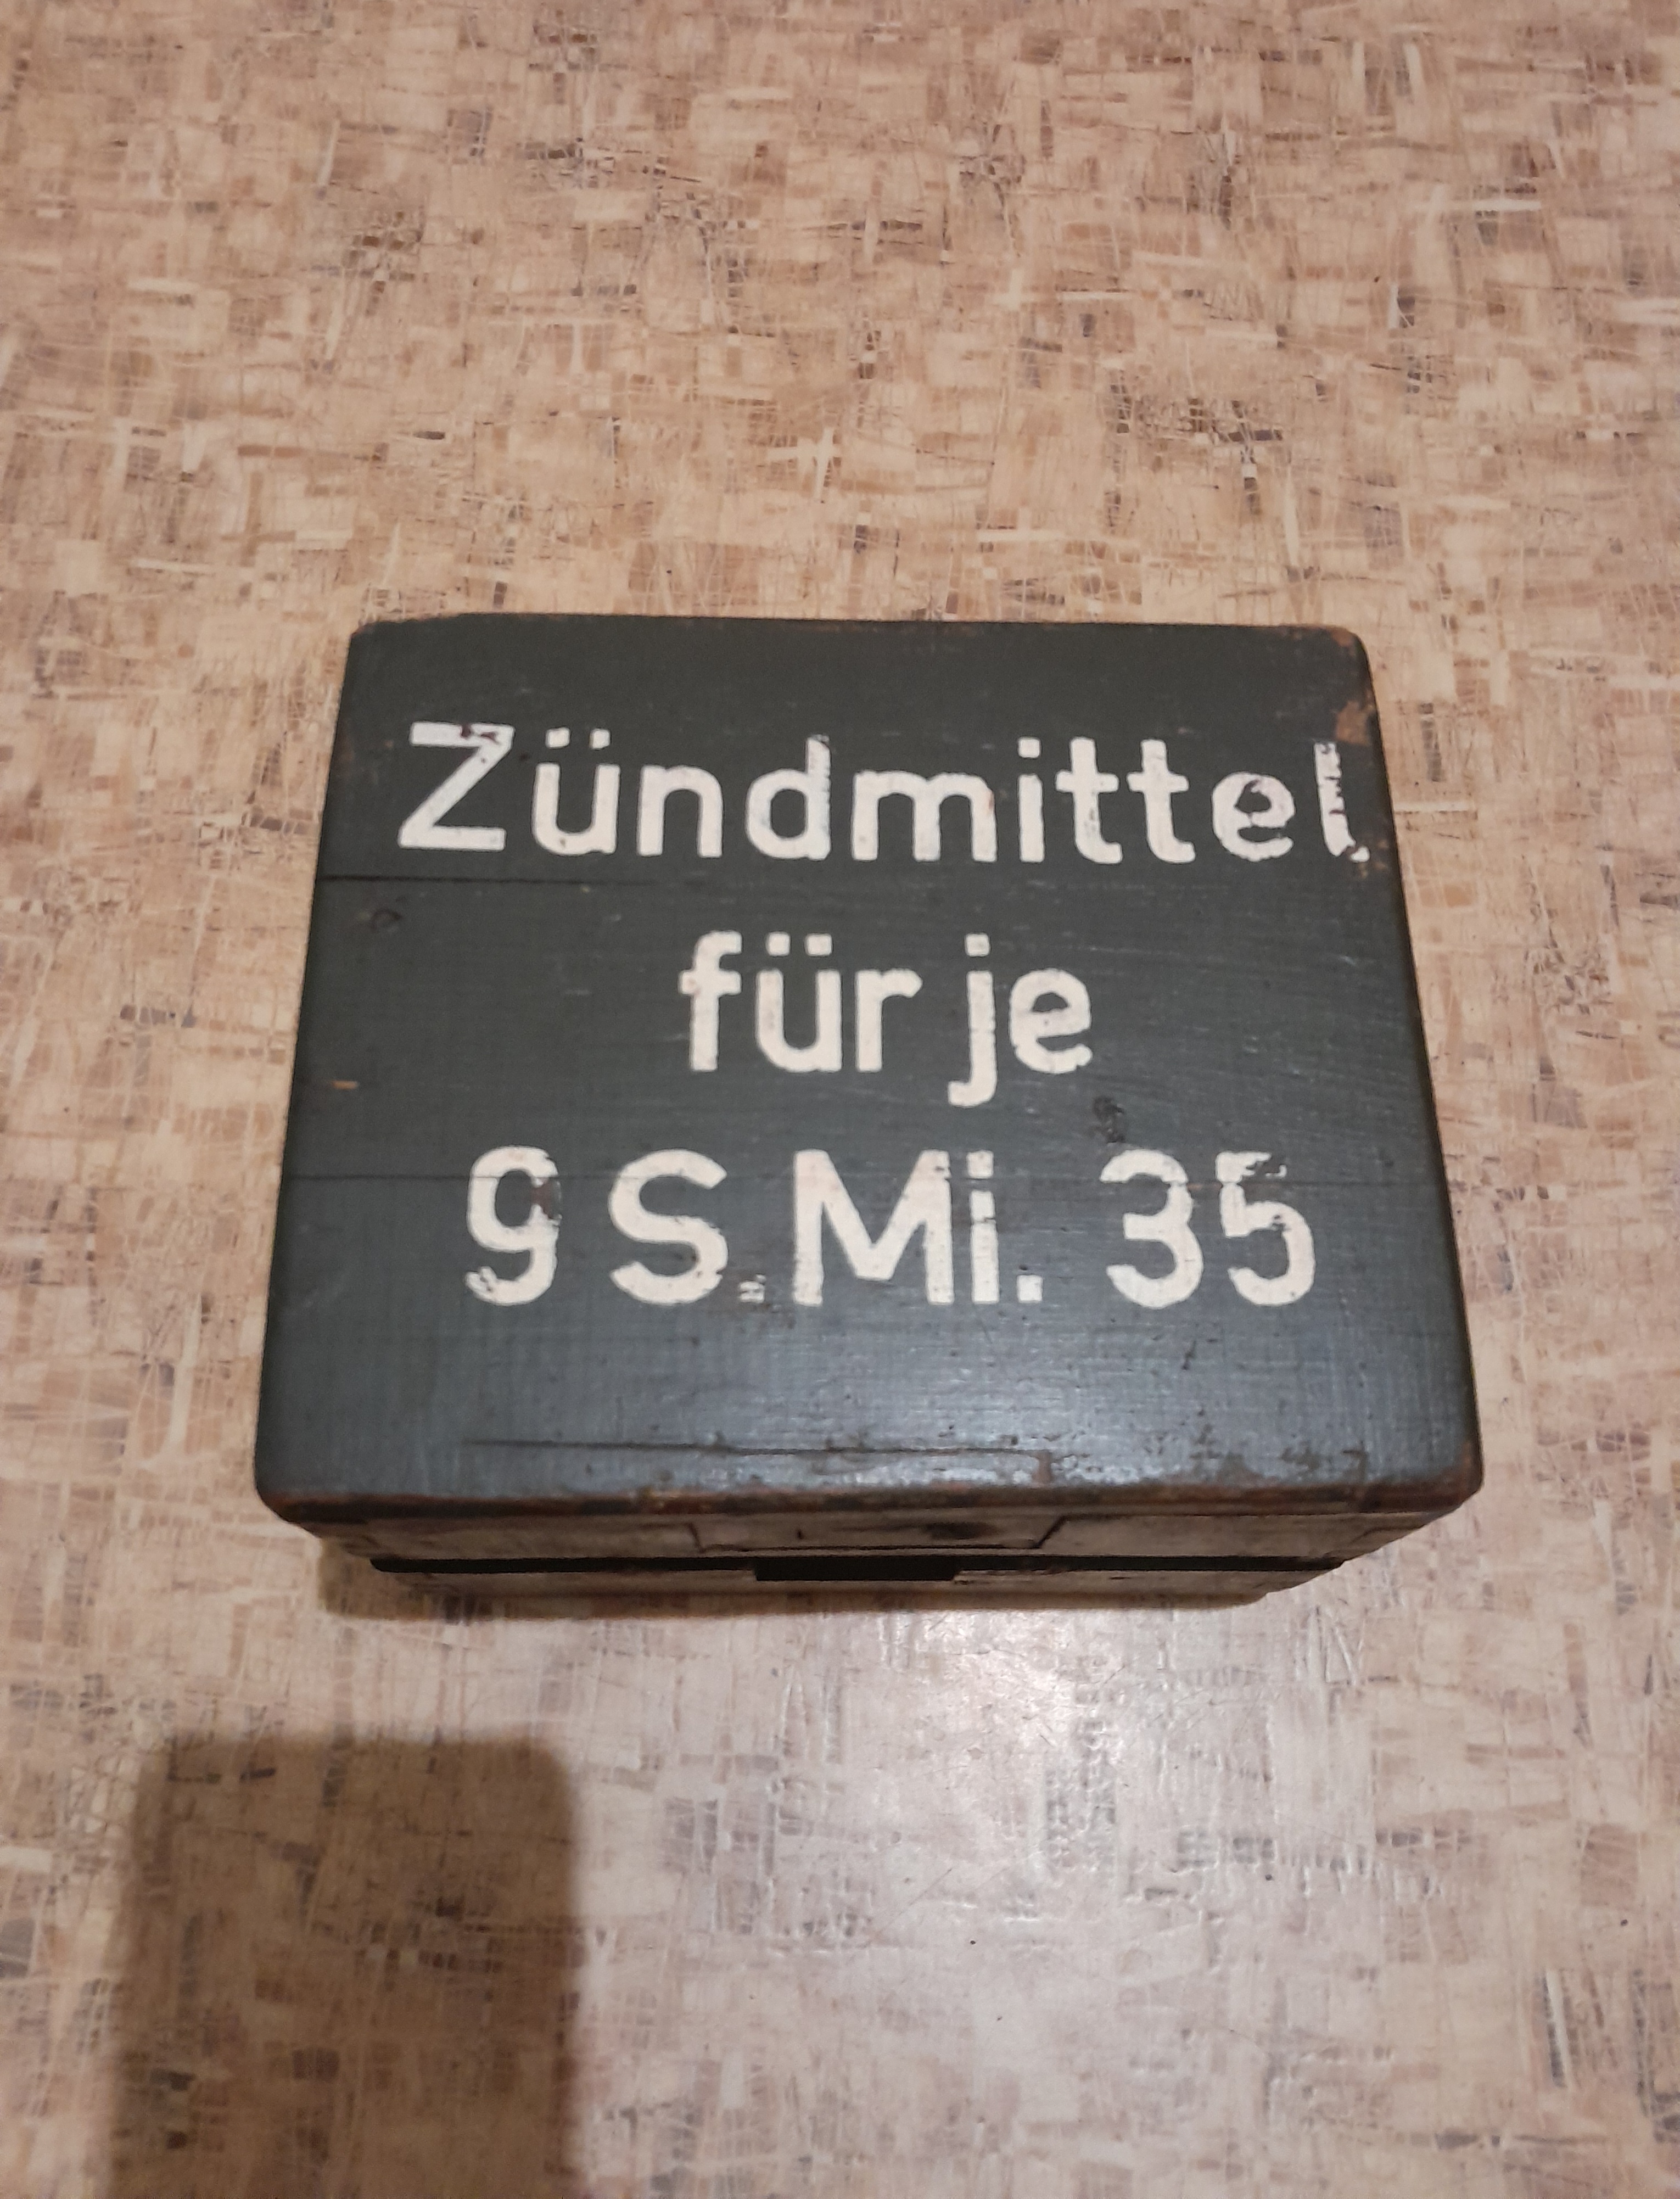 Zündmittel
für je
9 S.Mi. 35